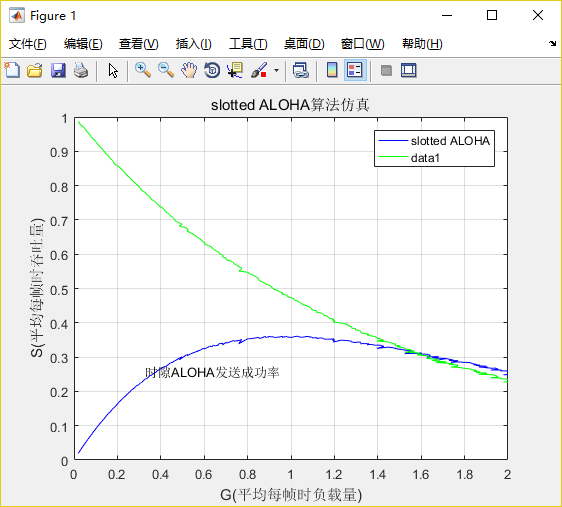 Figure 1
文件(F) 编辑(E) 查看(V) 插入(I) 工具(T) 桌面(D) 窗口(W) 帮助(H)
slotted ALOHA算法仿真
slotted ALOHA
data1
1
0.9
0.8
0.7
0.6
0.5
0.4
0.3
0.2
0.1
0
S(平均每帧时吞吐量)
时隙ALOHA发送成功率
0 0.2 0.4 0.6 0.8 1 1.2 1.4 1.6 1.8 2
G(平均每帧时负载量)